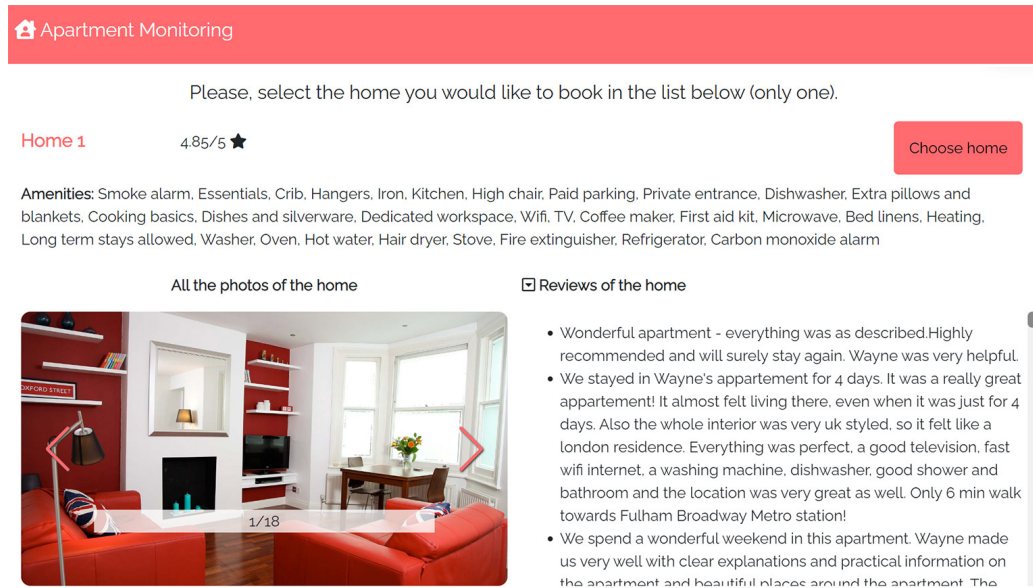 Apartment Monitoring
Please, select the home you would like to book in the list below (only one).
Home 1
4.85/5
Choose home
Amenities: Smoke alarm, Essentials, Crib, Hangers, Iron, Kitchen, High chair, Paid parking, Private entrance, Dishwasher, Extra pillows and
blankets, Cooking basics, Dishes and silverware, Dedicated workspace, Wifi, TV, Coffee maker, First aid kit, Microwave, Bed linens, Heating,
Long term stays allowed, Washer, Oven, Hot water, Hair dryer, Stove, Fire extinguisher, Refrigerator, Carbon monoxide alarm
All the photos of the home
OXFORD STREET
1/18
Reviews of the home
Wonderful apartment - everything was as described.Highly
recommended and will surely stay again. Wayne was very helpful.
We stayed in Wayne's appartement for 4 days. It was a really great
appartement! It almost felt living there, even when it was just for 4
days. Also the whole interior was very uk styled, so it felt like a
london residence. Everything was perfect, a good television, fast
wifi internet, a washing machine, dishwasher, good shower and
bathroom and the location was very great as well. Only 6 min walk
towards Fulham Broadway Metro station!
We spend a wonderful weekend in this apartment. Wayne made
us very well with clear explanations and practical information on
the apartment and beautiful places around the apartment. The